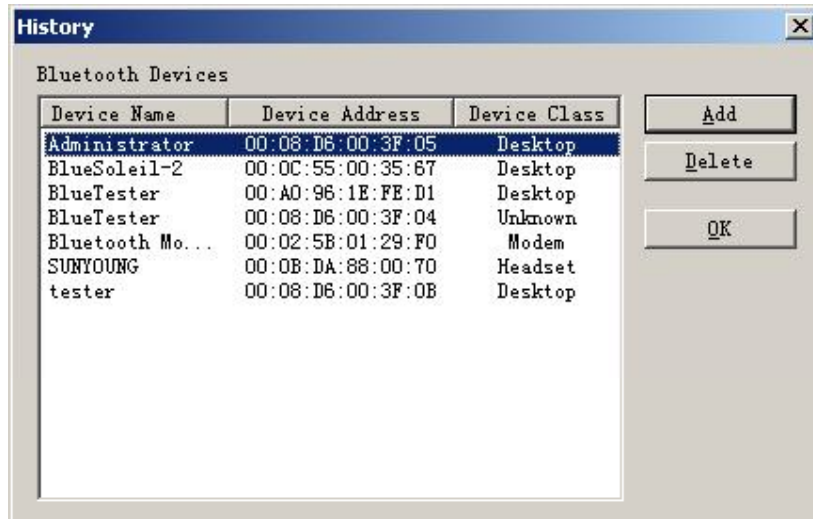 History
Bluetooth Devices
Device Name Device Address Device Class
Administrator 00:08:D6:00:3F:05 Desktop
BlueSoleil-2 00:0C:55:00:35:67 Desktop
BlueTester 00:A0:96:1E:FE:D1 Desktop
BlueTester 00:08:D6:00:3F:04 Unknown
Bluetooth Mo... 00:02:5B:01:29:F0 Modem
SUNYOUNG 00:0B:DA:88:00:70 Headset
tester 00:08:D6:00:3F:0B Desktop
Add
Delete
OK